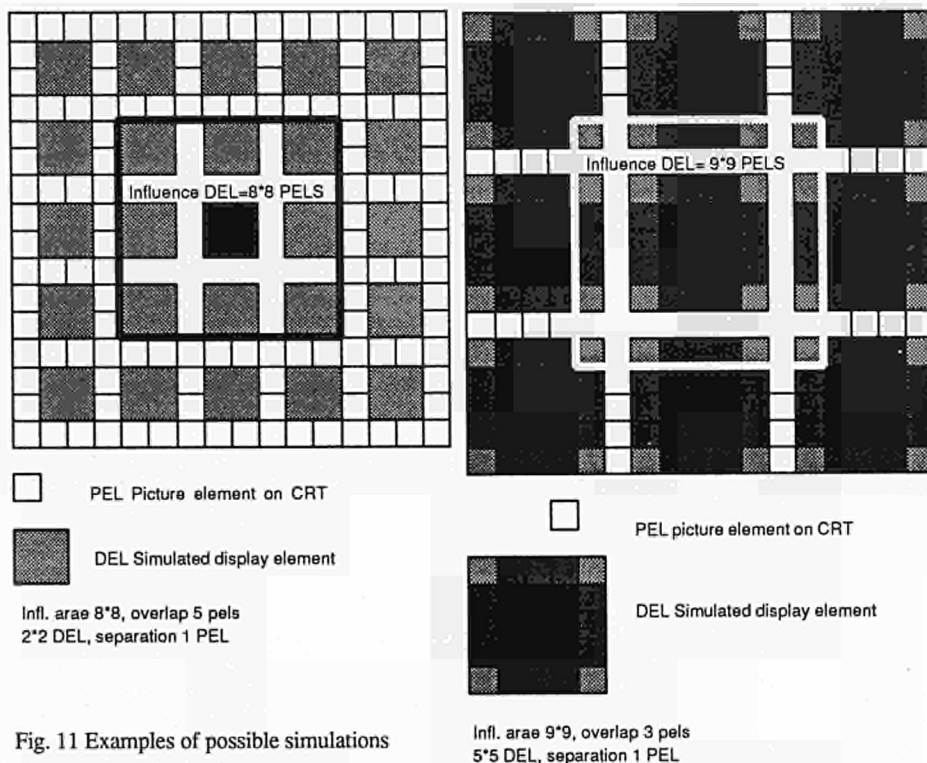 Influence DEL=8*8 PELS
Influence DEL= 9*9 PELS
PEL Picture element on CRT
DEL Simulated display element
Infl. arae 8*8, overlap 5 pels
2*2 DEL, separation 1 PEL
Fig. 11 Examples of possible simulations
PEL picture element on CRT
DEL Simulated display element
Infl. arae 9*9, overlap 3 pels
5*5 DEL, separation 1 PEL